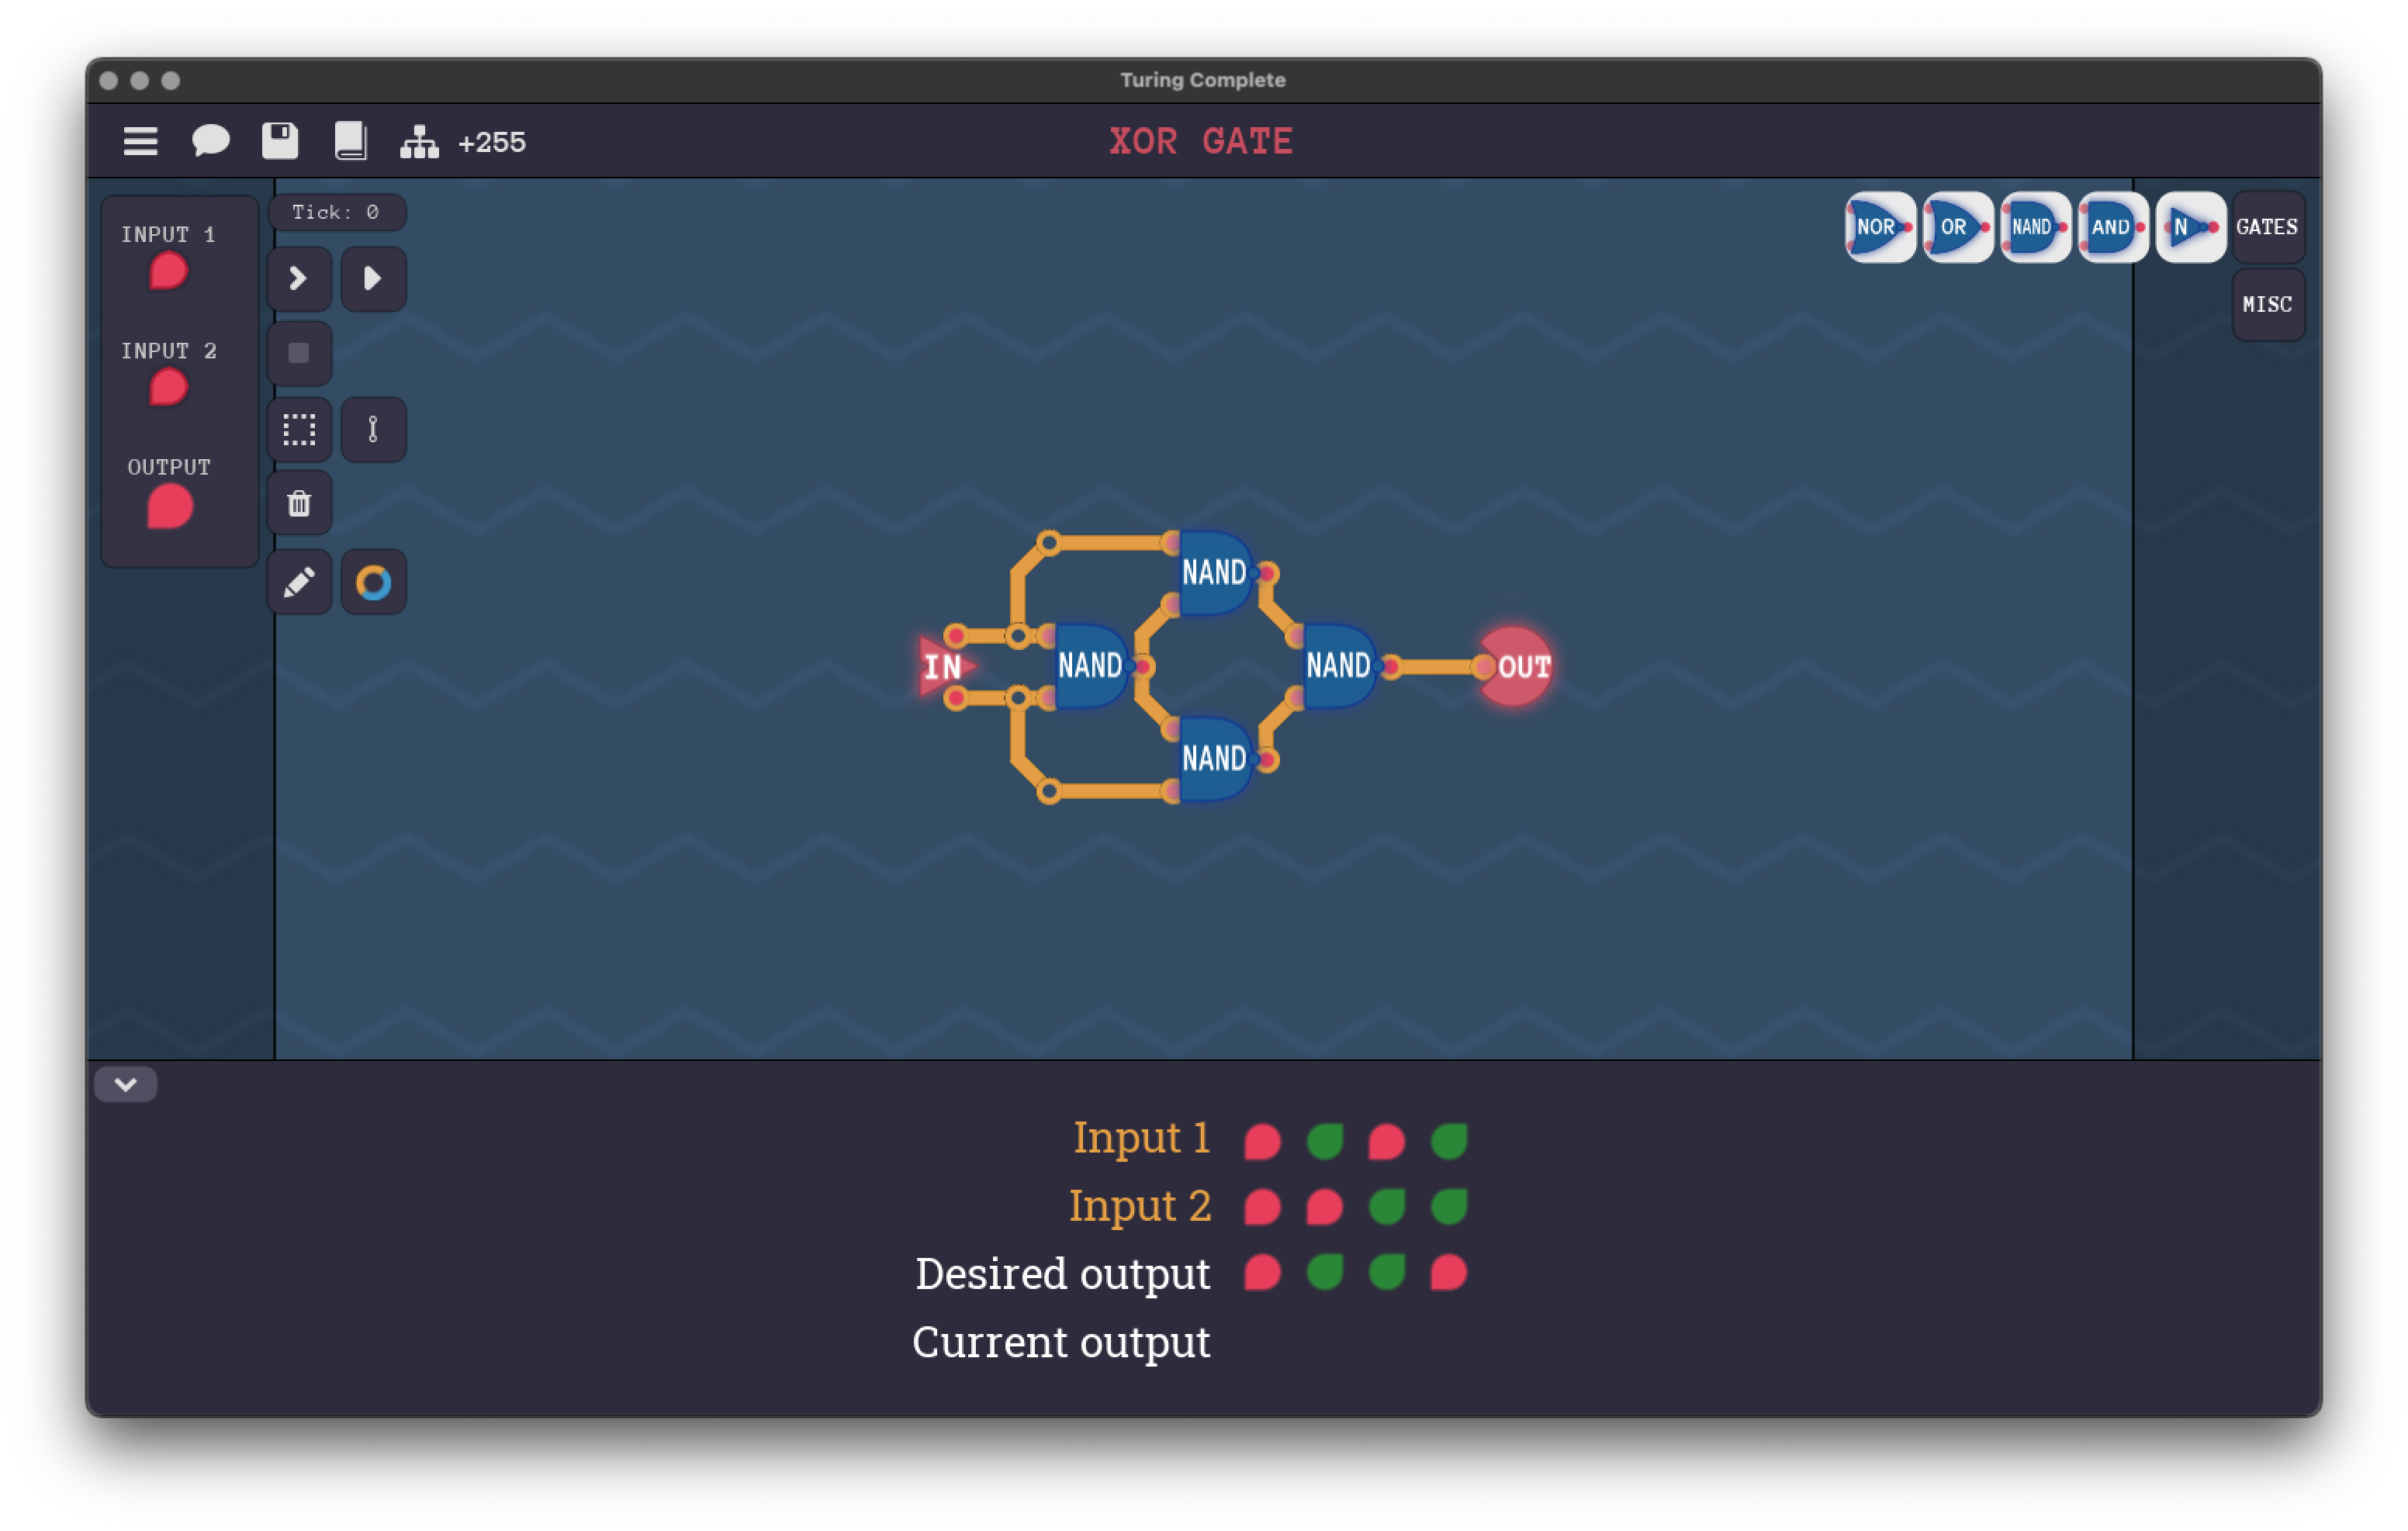 Turing Complete
+255
XOR GATE
INPUT 1
INPUT 2
OUTPUT
Tick: 0
NOR
OR
NAND
AND
N
GATES
MISC
NAND
IN
NAND
NAND
OUT
NAND
Input 1
Input 2
Desired output
Current output